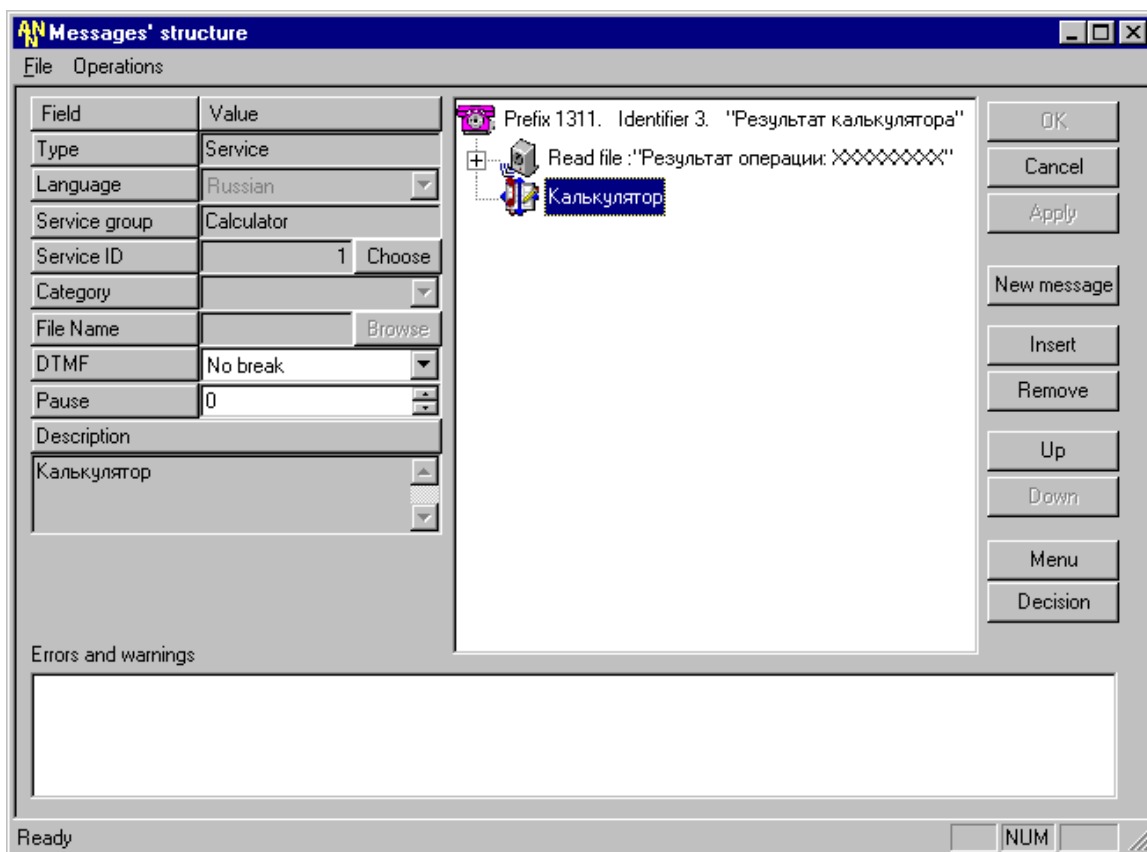 Messages' structure
File Operations
Field Value
Type Service
Language Russian
Service group Calculator
Service ID 1 Choose
Category
File Name Browse
DTMF No break
Pause 0
Description
Калькулятор
Prefix 1311. Identifier 3. "Результат калькулятора"
Read file :"Результат операции: XXXXXXXXX"
Калькулятор
OK
Cancel
Apply
New message
Insert
Remove
Up
Down
Menu
Decision
Errors and warnings
Ready NUM